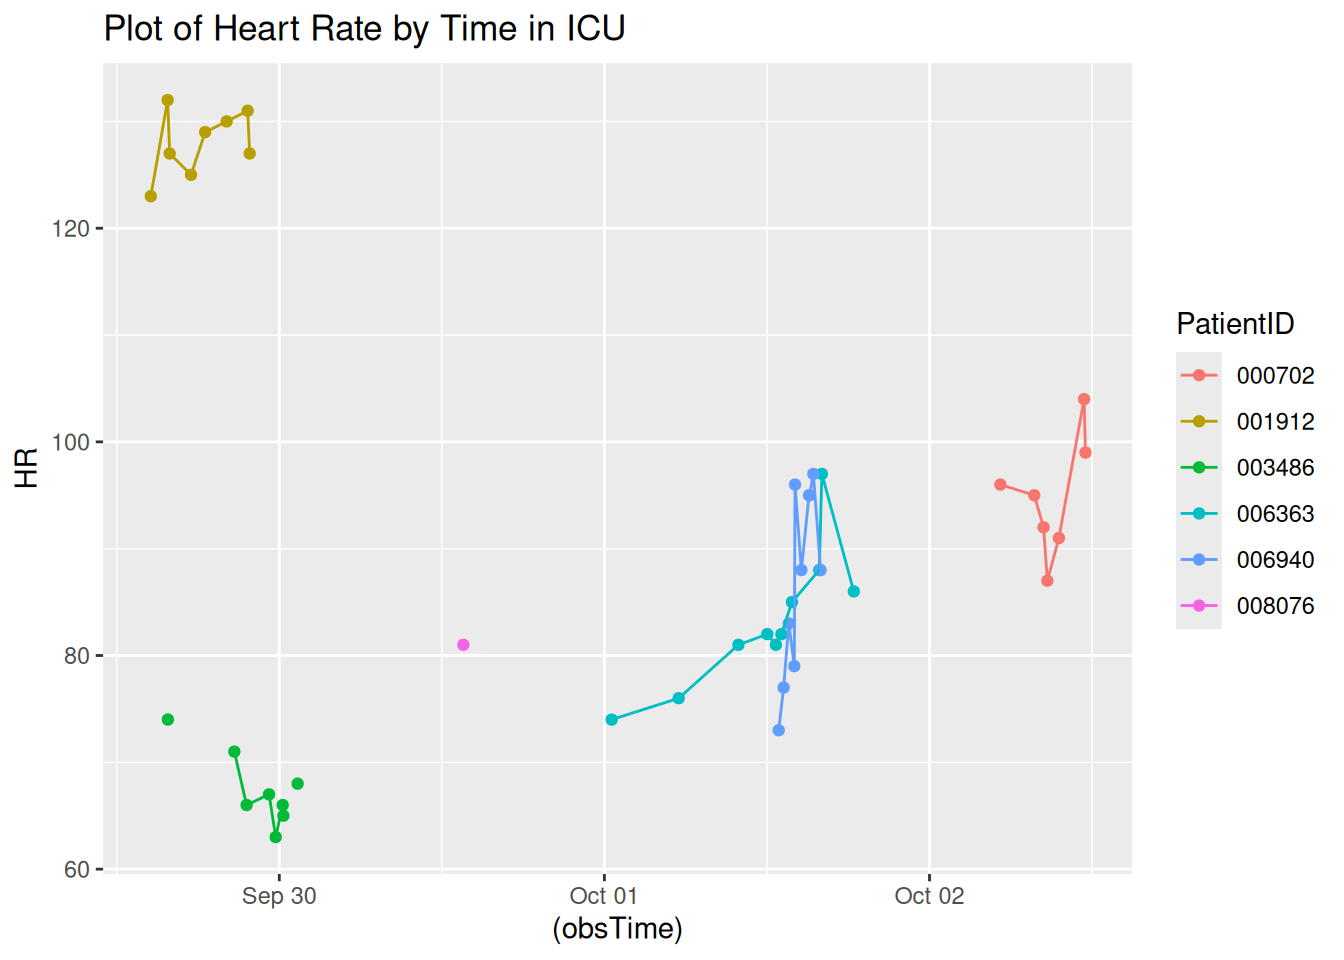 Plot of Heart Rate by Time in ICU
HR
120
100
80
60
Sep 30
Oct 01
Oct 02
(obsTime)
PatientID
000702
001912
003486
006363
006940
008076